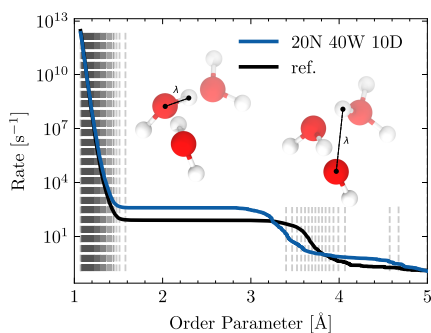 10^13
10^10
10^7
10^4
10^1
Rate [s^−1]
20N 40W 10D
ref.
λ
λ
1 2 3 4 5
Order Parameter [Å]